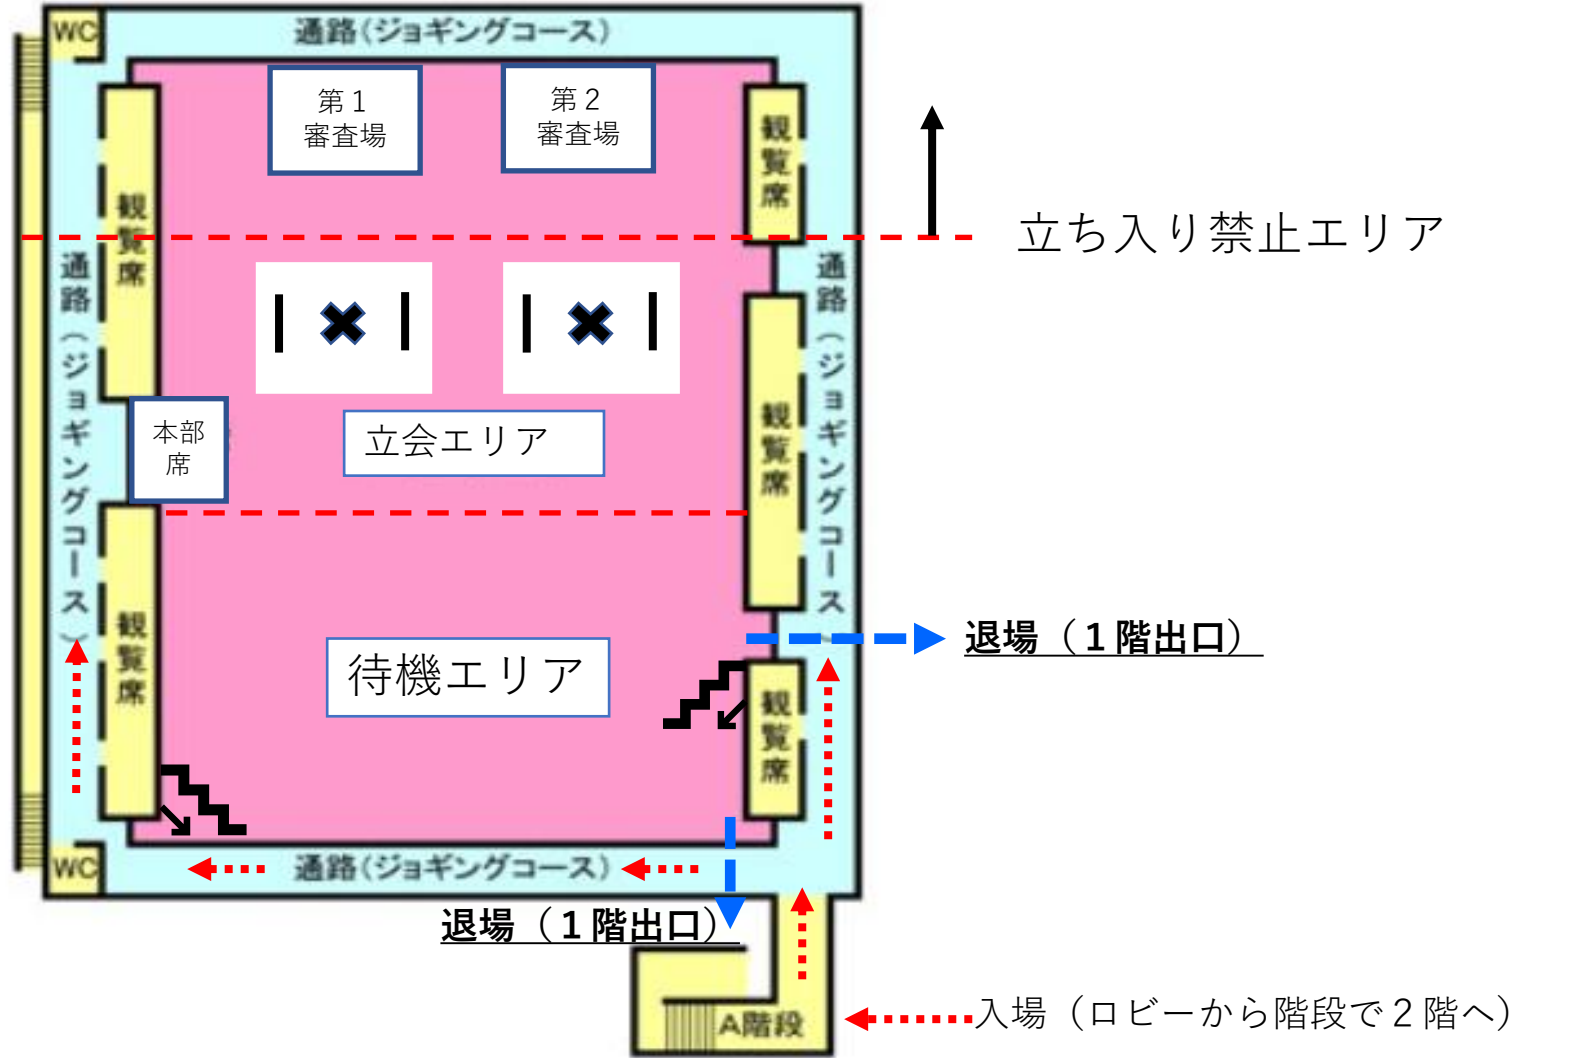 WC
通路(ジョギングコース)
第１
審査場
第２
審査場
観覧席
観覧席
立ち入り禁止エリア
通路(ジョギングコース)
通路(ジョギングコース)
本部
席
立会エリア
観覧席
観覧席
退場（１階出口）
待機エリア
観覧席
WC
通路(ジョギングコース)
退場（１階出口）
A階段
入場（ロビーから階段で２階へ）